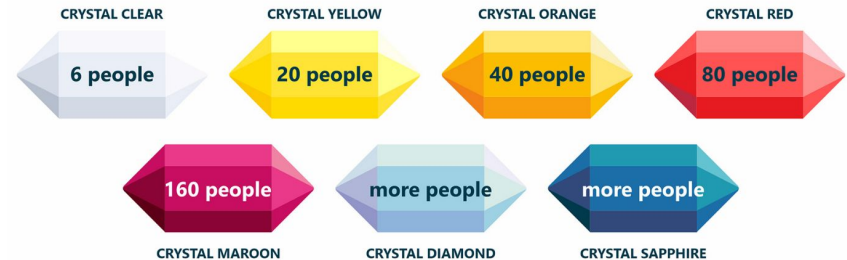 CRYSTAL CLEAR
CRYSTAL YELLOW
CRYSTAL ORANGE
CRYSTAL RED
6 people
20 people
40 people
80 people
160 people
more people
more people
CRYSTAL MAROON
CRYSTAL DIAMOND
CRYSTAL SAPPHIRE